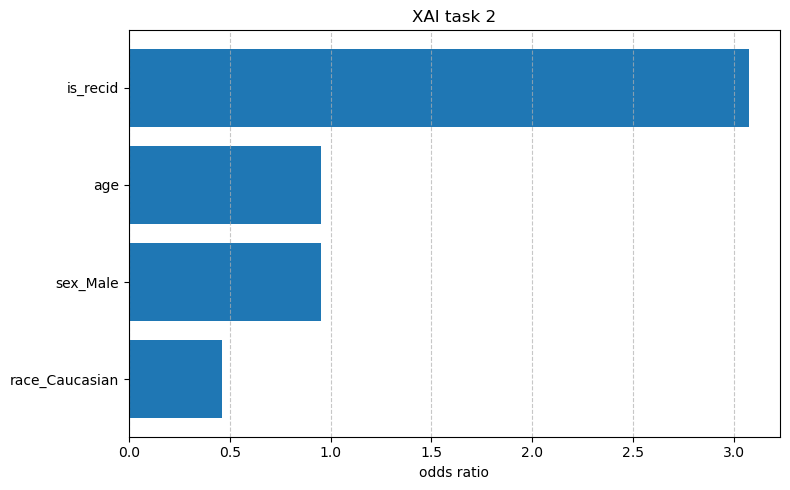 XAI task 2
is_recid
age
sex_Male
race_Caucasian
0.0 0.5 1.0 1.5 2.0 2.5 3.0
odds ratio